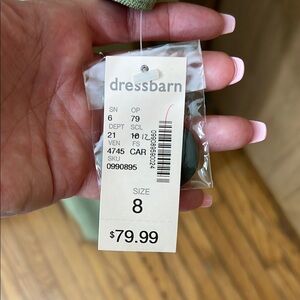 dressbarn
SN OP
6 79
DEPT SCL
21
VEN FS
4745 CAR
SKU
0990895
SIZE
8
$79.99